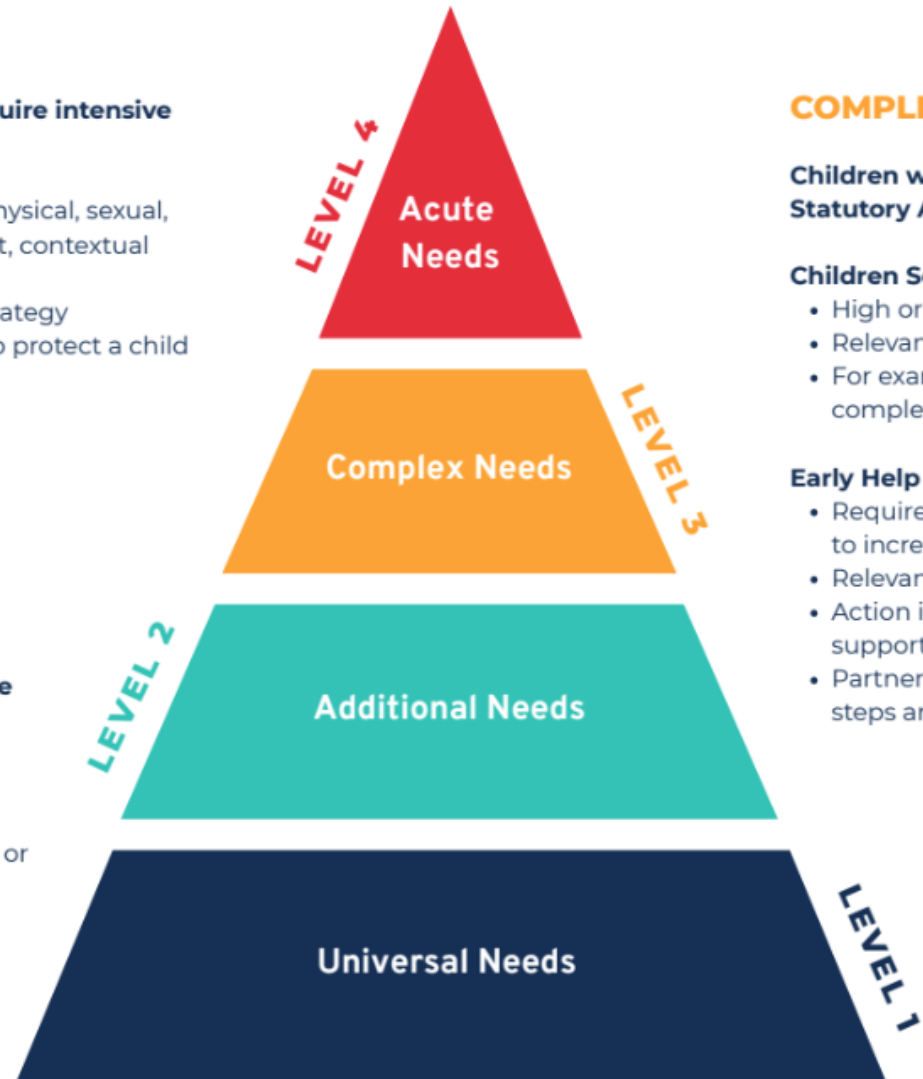 uire intensive
hysical, sexual,
t, contextual
ategy
o protect a child
e
or
LEVEL 4
Acute
Needs
Complex Needs
LEVEL 3
LEVEL 2
Additional Needs
Universal Needs
LEVEL 1
COMPLE
Children w
Statutory A
Children S
• High or
• Relevan
• For exa
comple
Early Help
• Require
to incre
• Relevan
• Action i
support
• Partner
steps a